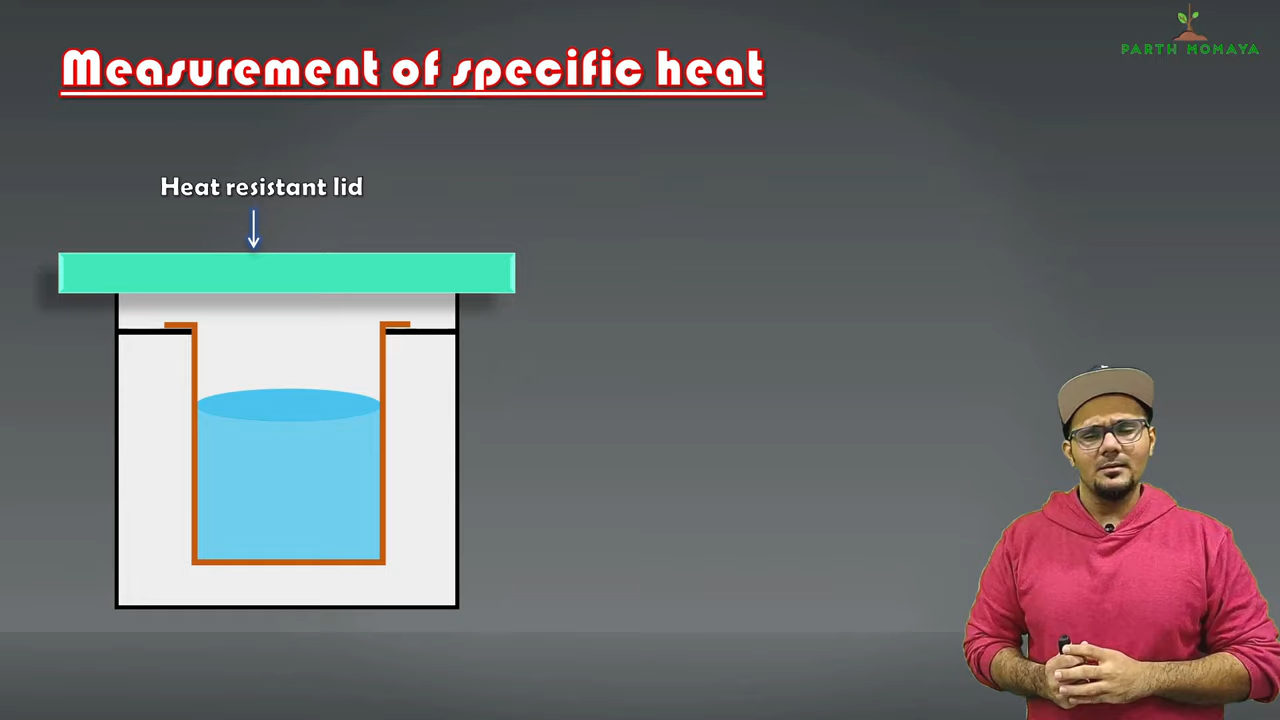 PARTH MOMAYA
Measurement of specific heat
Heat resistant lid